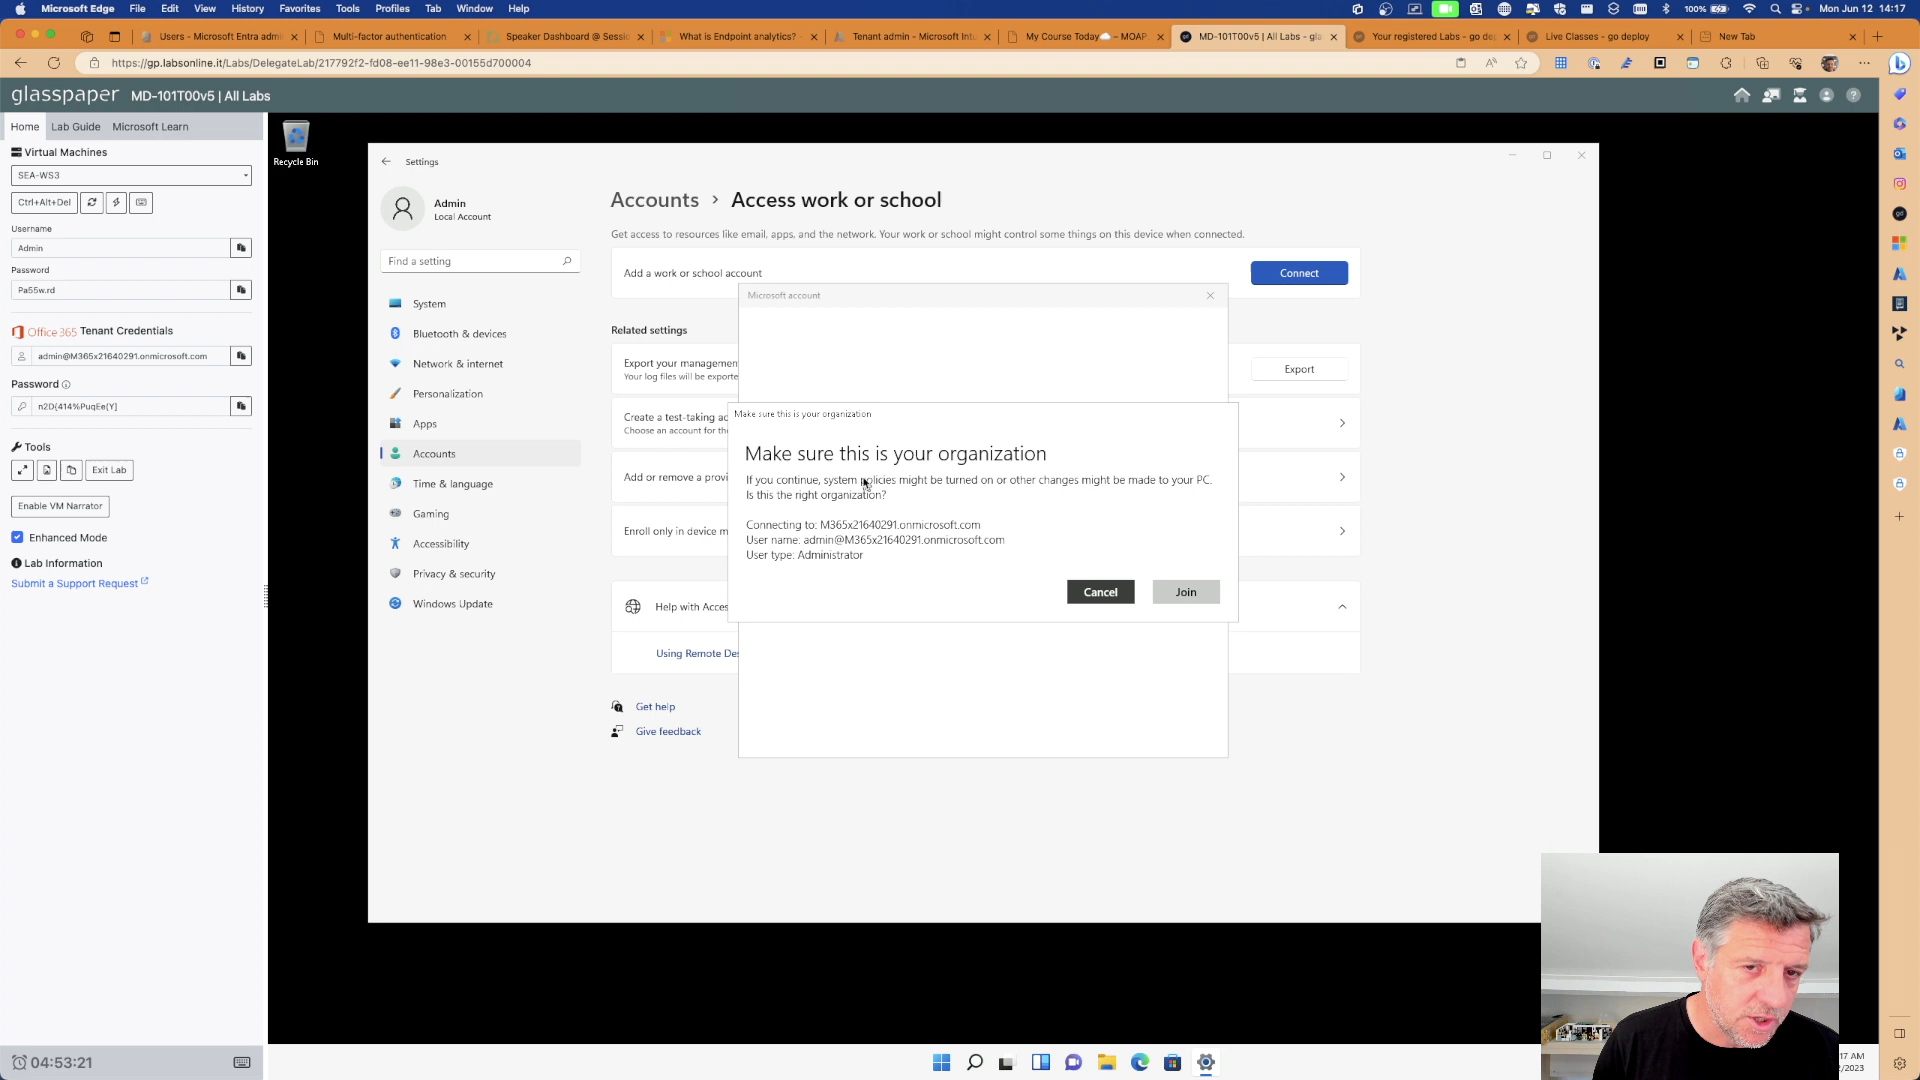 Microsoft Edge File Edit View History Favorites Tools Profiles Tab Window Help
100% Mon Jun 12 14:17
Users - Microsoft Entra admin
Multi-factor authentication
Speaker Dashboard @ Sessio
What is Endpoint analytics? -
Tenant admin - Microsoft Int
My Course Today - MOAP
MD-101T00v5 | All Labs - gla
Your registered Labs - go de
Live Classes - go deploy
New Tab
https://gp.labsonline.it/Labs/DelegateLab/217792f2-fd08-ee11-98e3-00155d700004
glasspaper MD-101T00v5 | All Labs
Home Lab Guide Microsoft Learn
Virtual Machines
SEA-WS3
Ctrl+Alt+Del
Username
Admin
Password
Pa55w.rd
Office 365 Tenant Credentials
admin@M365x21640291.onmicrosoft.com
Password
n2D{414%PuqEe(Y]
Tools
Exit Lab
Enable VM Narrator
Enhanced Mode
Lab Information
Submit a Support Request
04:53:21
Recycle Bin
Settings
Admin
Local Account
Find a setting
System
Bluetooth & devices
Network & internet
Personalization
Apps
Accounts
Time & language
Gaming
Accessibility
Privacy & security
Windows Update
Accounts > Access work or school
Get access to resources like email, apps, and the network. Your work or school might control some things on this device when connected.
Add a work or school account
Connect
Related settings
Export your managemen
Your log files will be exporte
Export
Create a test-taking ac
Choose an account for th
Add or remove a provi
Enroll only in device m
Help with Acces
Using Remote Des
Get help
Give feedback
Microsoft account
Make sure this is your organization
Make sure this is your organization
If you continue, system policies might be turned on or other changes might be made to your PC.
Is this the right organization?
Connecting to: M365x21640291.onmicrosoft.com
User name: admin@M365x21640291.onmicrosoft.com
User type: Administrator
Cancel
Join
17 AM
2/2023